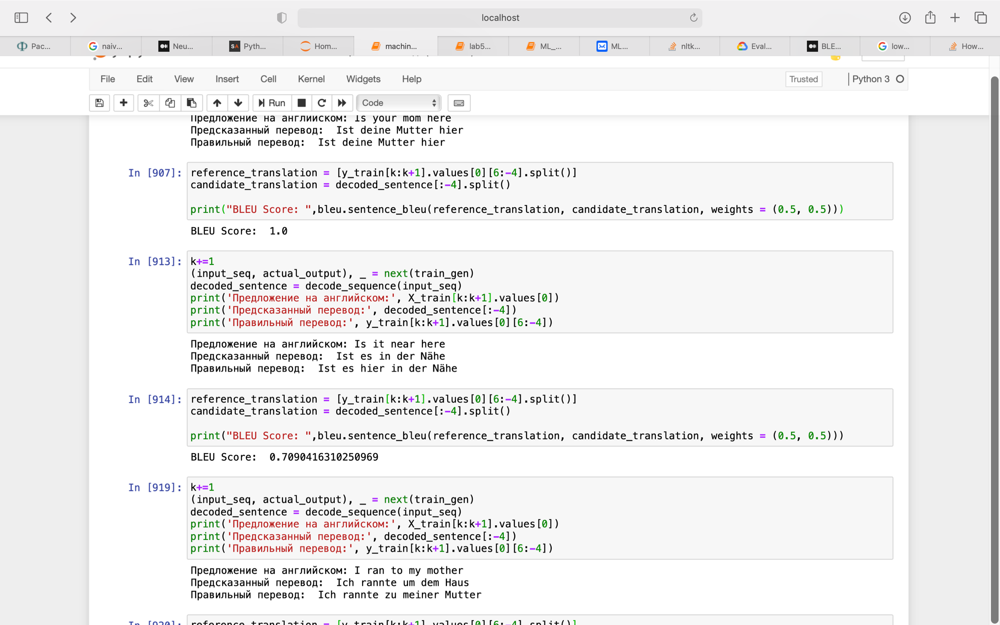 localhost
Pac... naiv... Neu... Pyth... Hom... machin... lab5... ML_... ML... nltk... Eval... BLE... low... How...
File Edit View Insert Cell Kernel Widgets Help Trusted Python 3
Run Code
Предложение на английском: Is your mom here
Предсказанный перевод:  Ist deine Mutter hier
Правильный перевод:  Ist deine Mutter hier
In [907]: reference_translation = [y_train[k:k+1].values[0][6:-4].split()]
candidate_translation = decoded_sentence[:-4].split()
print("BLEU Score: ",bleu.sentence_bleu(reference_translation, candidate_translation, weights = (0.5, 0.5)))
BLEU Score:  1.0
In [913]: k+=1
(input_seq, actual_output), _ = next(train_gen)
decoded_sentence = decode_sequence(input_seq)
print('Предложение на английском:', X_train[k:k+1].values[0])
print('Предсказанный перевод:', decoded_sentence[:-4])
print('Правильный перевод:', y_train[k:k+1].values[0][6:-4])
Предложение на английском: Is it near here
Предсказанный перевод:  Ist es in der Nähe
Правильный перевод:  Ist es hier in der Nähe
In [914]: reference_translation = [y_train[k:k+1].values[0][6:-4].split()]
candidate_translation = decoded_sentence[:-4].split()
print("BLEU Score: ",bleu.sentence_bleu(reference_translation, candidate_translation, weights = (0.5, 0.5)))
BLEU Score:  0.7090416310250969
In [919]: k+=1
(input_seq, actual_output), _ = next(train_gen)
decoded_sentence = decode_sequence(input_seq)
print('Предложение на английском:', X_train[k:k+1].values[0])
print('Предсказанный перевод:', decoded_sentence[:-4])
print('Правильный перевод:', y_train[k:k+1].values[0][6:-4])
Предложение на английском: I ran to my mother
Предсказанный перевод:  Ich rannte um dem Haus
Правильный перевод:  Ich rannte zu meiner Mutter
In [920]: reference_translation = [y_train[k:k+1].values[0][6:-4].split()]